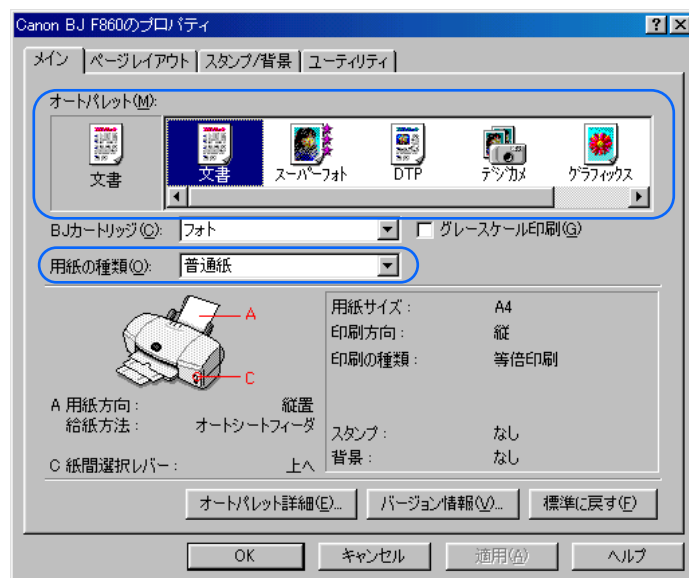 Canon BJ F860のプロパティ
メイン ページレイアウト スタンプ/背景 ユーティリティ
オートパレット(M):
文書 文書 スーパーフォト DTP デジカメ グラフィックス
BJカートリッジ(C): フォト グレースケール印刷(G)
用紙の種類(O): 普通紙
A
C
A 用紙方向: 縦置
給紙方法: オートシートフィーダ
C 紙間選択レバー: 上へ
用紙サイズ: A4
印刷方向: 縦
印刷の種類: 等倍印刷
スタンプ: なし
背景: なし
オートパレット詳細(E)... バージョン情報(V)... 標準に戻す(F)
OK キャンセル 適用(A) ヘルプ